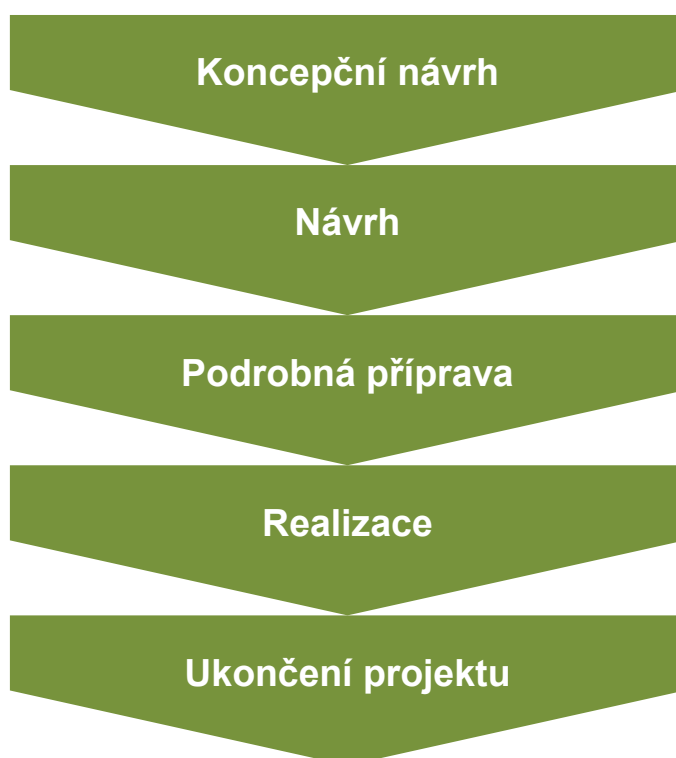 Koncepční návrh
Návrh
Podrobná příprava
Realizace
Ukončení projektu